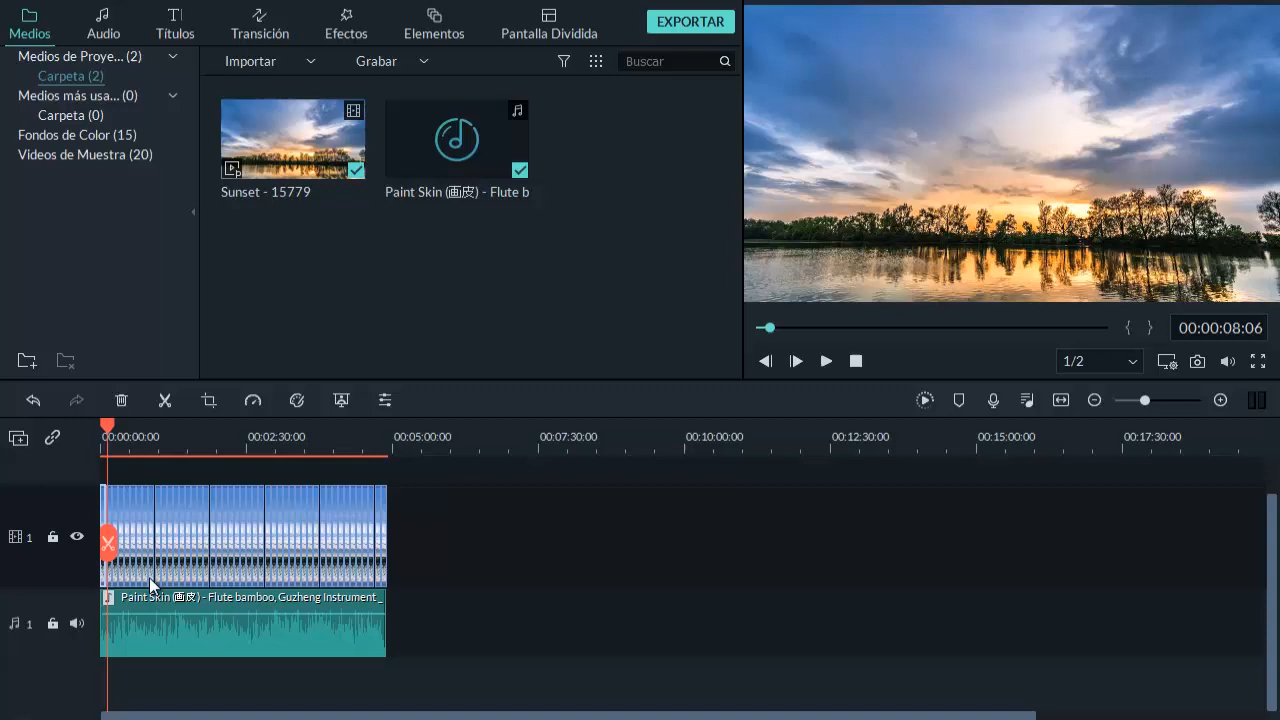 Medios
Audio
Títulos
Transición
Efectos
Elementos
Pantalla Dividida
EXPORTAR
Medios de Proye... (2)
Carpeta (2)
Medios más usa... (0)
Carpeta (0)
Fondos de Color (15)
Videos de Muestra (20)
Importar
Grabar
Buscar
Sunset - 15779
Paint Skin (画皮) - Flute b
00:00:08:06
1/2
00:00:00:00
00:02:30:00
00:05:00:00
00:07:30:00
00:10:00:00
00:12:30:00
00:15:00:00
00:17:30:00
1
Paint Skin (画皮) - Flute bamboo, Guzheng Instrument_
1